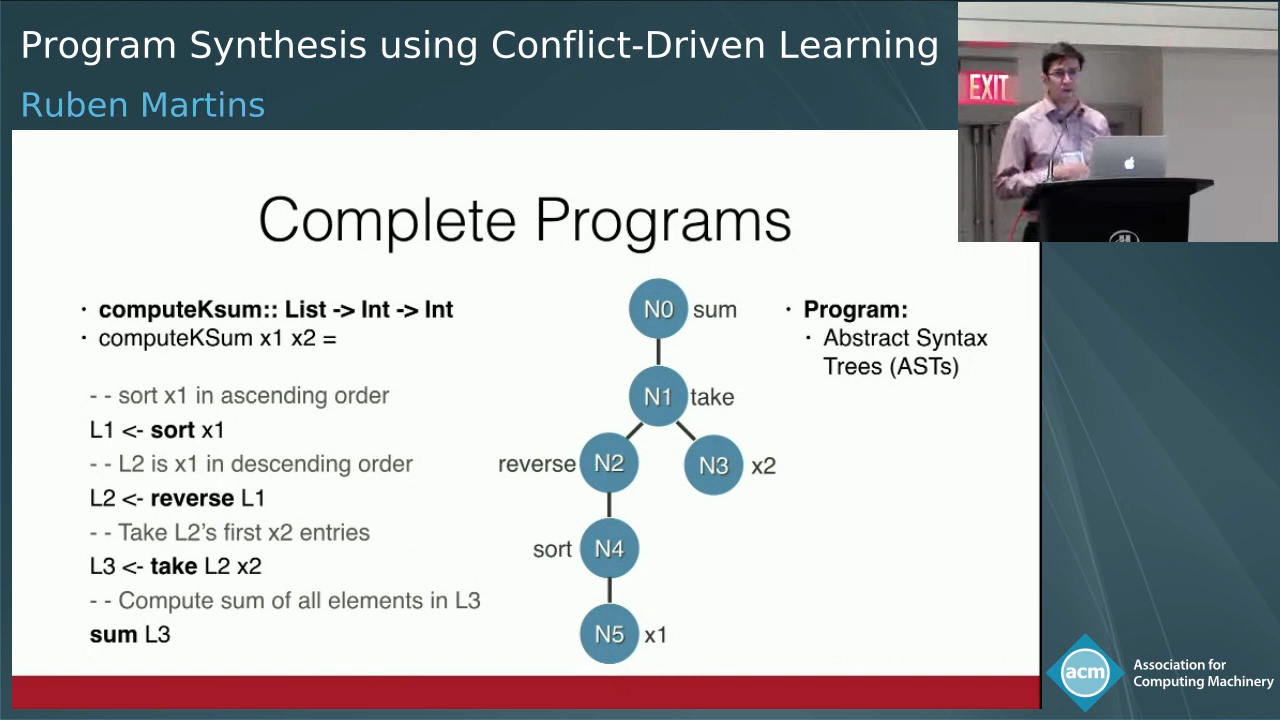 Program Synthesis using Conflict-Driven Learning
Ruben Martins
EXIT
Complete Programs
· computeKsum:: List -> Int -> Int
· computeKSum x1 x2 =
- - sort x1 in ascending order
L1 <- sort x1
- - L2 is x1 in descending order
L2 <- reverse L1
- - Take L2’s first x2 entries
L3 <- take L2 x2
- - Compute sum of all elements in L3
sum L3
N0 sum
N1 take
reverse N2
N3 x2
sort N4
N5 x1
· Program:
· Abstract Syntax
Trees (ASTs)
acm
Association for
Computing Machinery